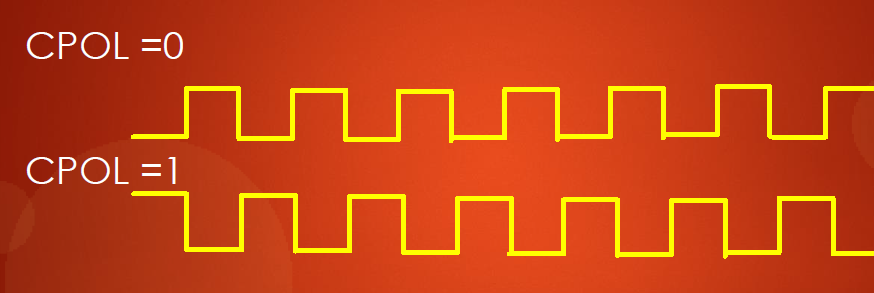 CPOL =0
CPOL =1